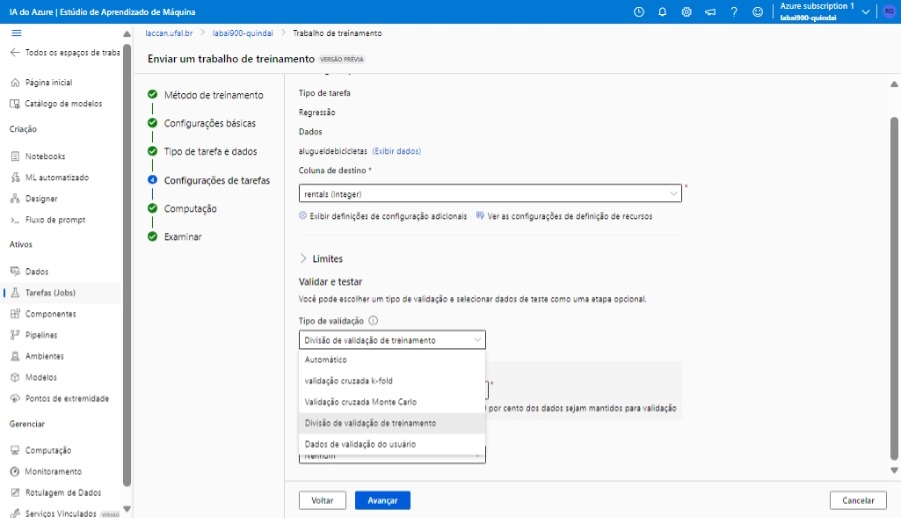 IA do Azure | Estúdio de Aprendizado de Máquina
Azure subscription 1
labai900-quindai
Todos os espaços de traba
Página inicial
Catálogo de modelos
Criação
Notebooks
ML automatizado
Designer
Fluxo de prompt
Ativos
Dados
Tarefas (Jobs)
Componentes
Pipelines
Ambientes
Modelos
Pontos de extremidade
Gerenciar
Computação
Monitoramento
Rotulagem de Dados
Serviços Vinculados
laccan.ufal.br > labai900-quindai > Trabalho de treinamento
Enviar um trabalho de treinamento VERSÃO PRÉVIA
Método de treinamento
Configurações básicas
Tipo de tarefa e dados
4 Configurações de tarefas
Computação
Examinar
Tipo de tarefa
Regressão
Dados
alugueldebicicletas (Exibir dados)
Coluna de destino *
rentals (Integer)
*
Exibir definições de configuração adicionais Ver as configurações de definição de recursos
Limites
Validar e testar
Você pode escolher um tipo de validação e selecionar dados de teste como uma etapa opcional.
Tipo de validação
Divisão de validação de treinamento
Automático
validação cruzada k-fold
Validação cruzada Monte Carlo
Divisão de validação de treinamento
Dados de validação do usuário
*
por cento dos dados sejam mantidos para validação
Nenhum
Voltar
Avançar
Cancelar